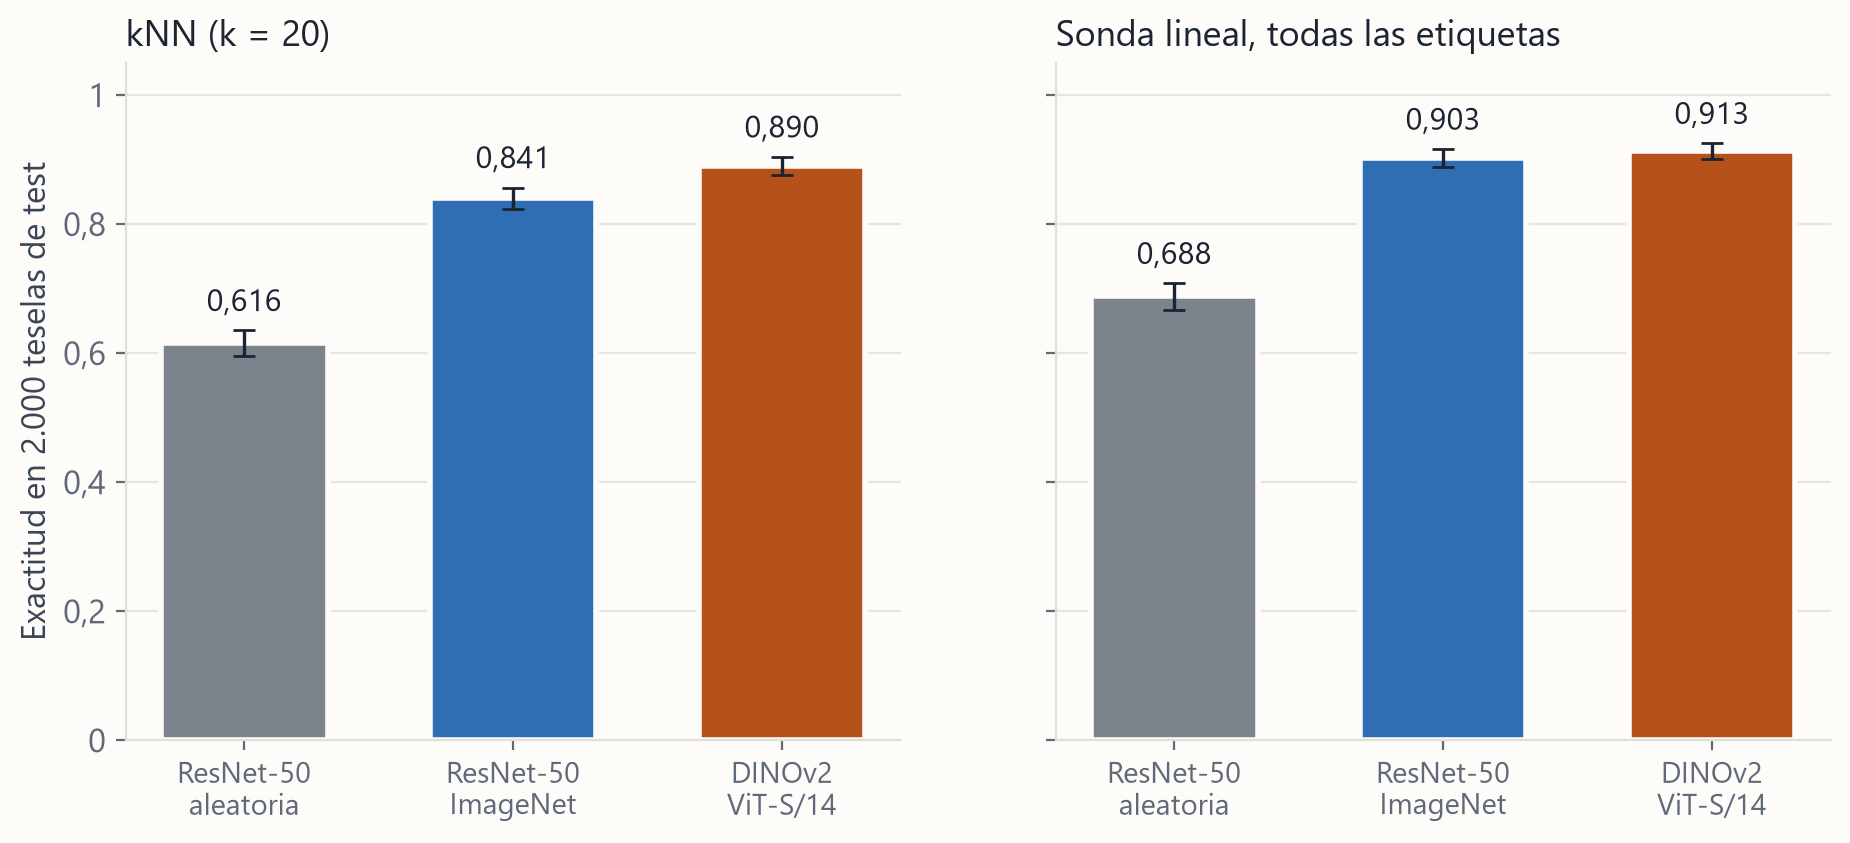 kNN (k = 20)
Exactitud en 2.000 teselas de test
1
0,8
0,6
0,4
0,2
0
0,616
0,841
0,890
ResNet-50
aleatoria
ResNet-50
ImageNet
DINOv2
ViT-S/14
Sonda lineal, todas las etiquetas
0,688
0,903
0,913
ResNet-50
aleatoria
ResNet-50
ImageNet
DINOv2
ViT-S/14